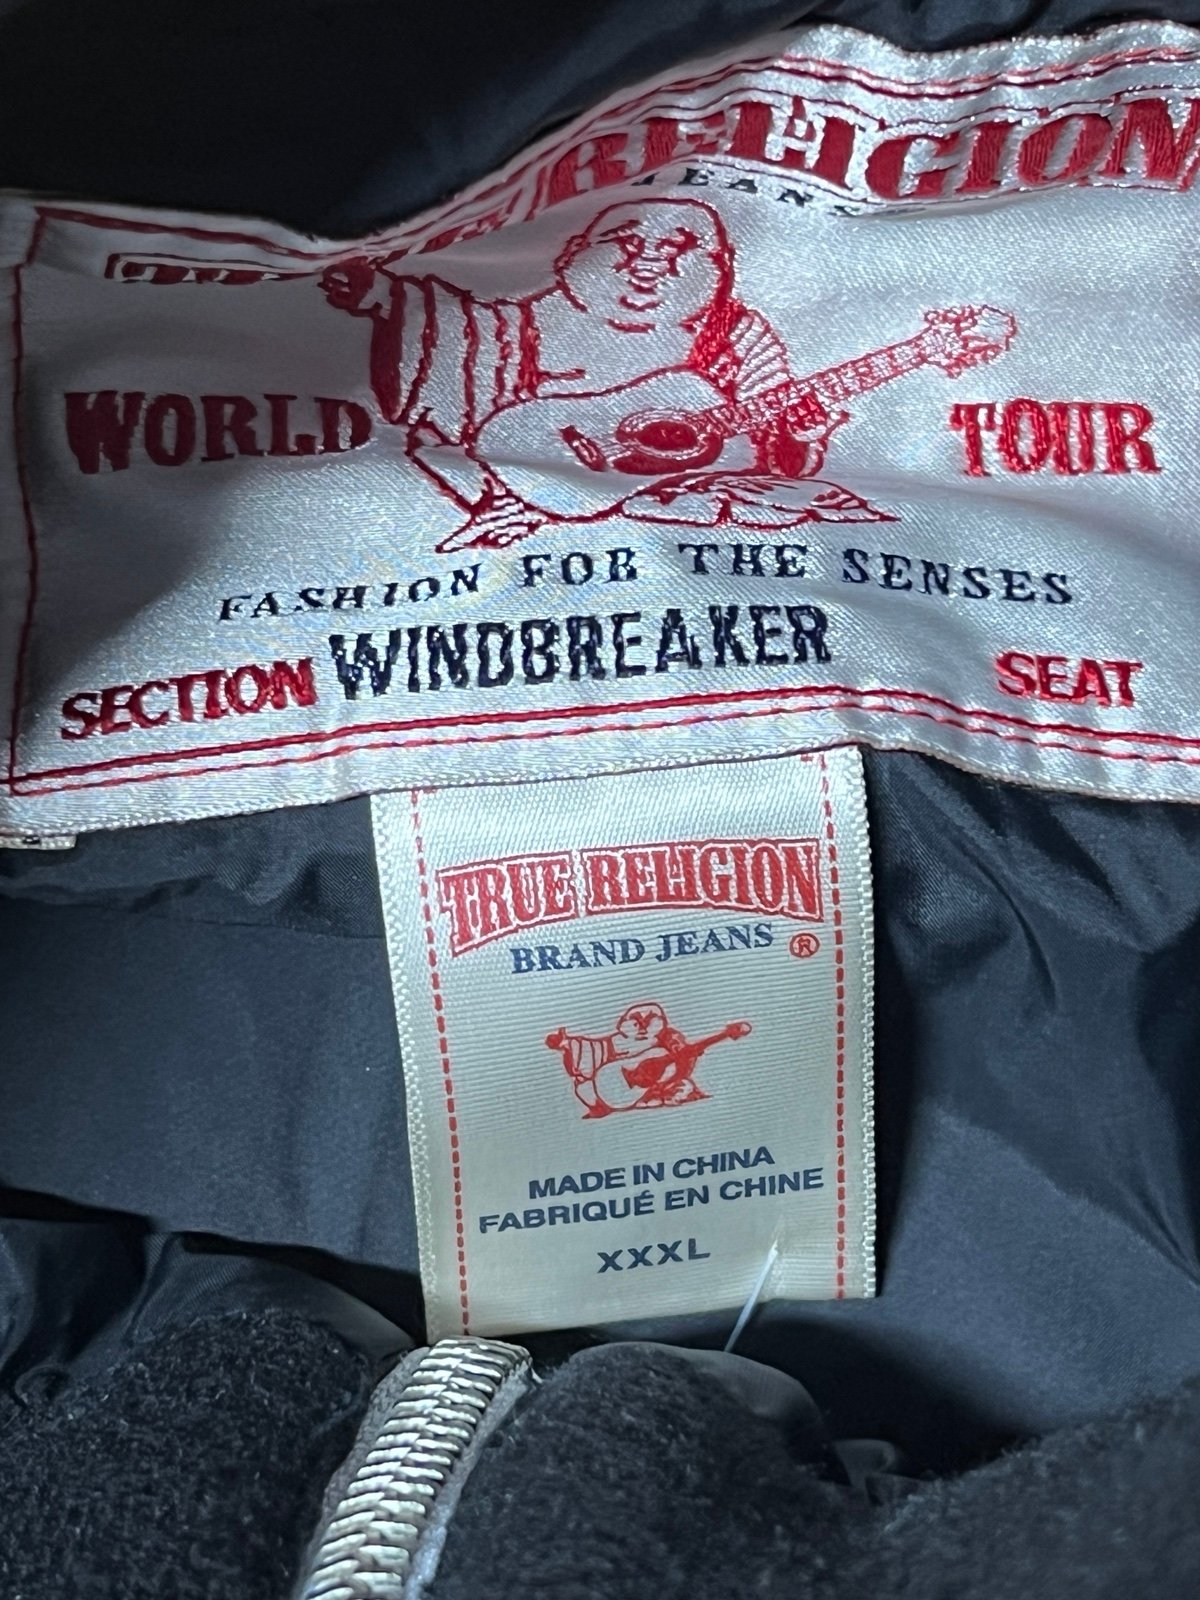 RELIGION
JEANS
WORLD TOUR
FASHION FOR THE SENSES
SECTION WINDBREAKER SEAT
TRUE RELIGION
BRAND JEANS ®
MADE IN CHINA
FABRIQUÉ EN CHINE
XXXL